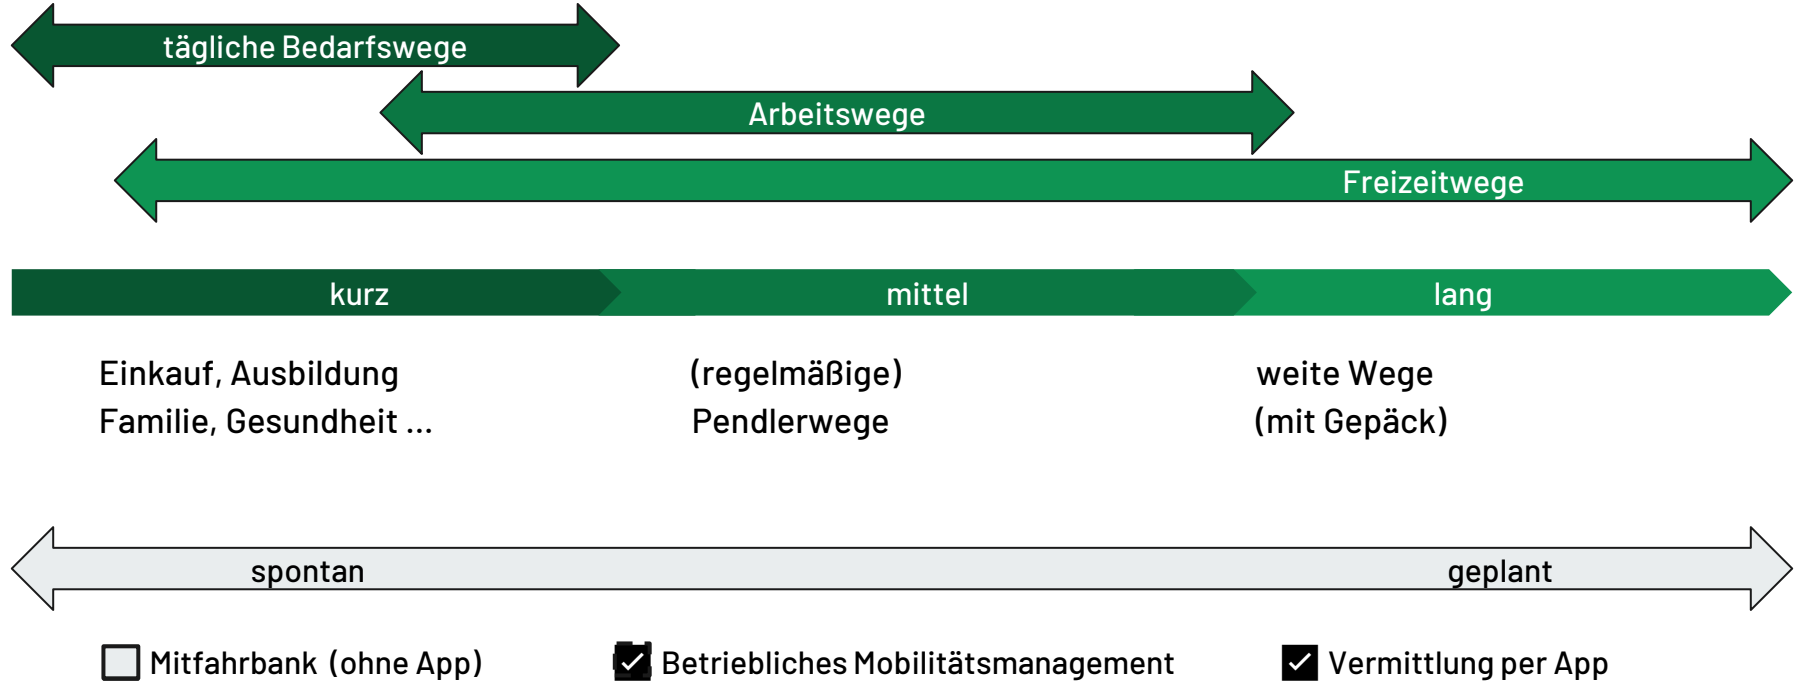 tägliche Bedarfswege
Arbeitswege
Freizeitwege
kurz mittel lang
Einkauf, Ausbildung
Familie, Gesundheit ...
(regelmäßige)
Pendlerwege
weite Wege
(mit Gepäck)
spontan geplant
Mitfahrbank (ohne App) Betriebliches Mobilitätsmanagement Vermittlung per App